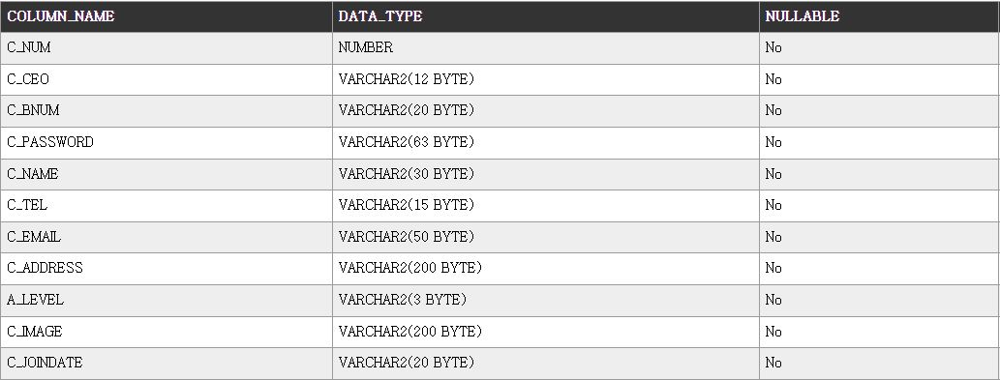 COLUMN_NAME DATA_TYPE NULLABLE
C_NUM NUMBER No
C_CEO VARCHAR2(12 BYTE) No
C_BNUM VARCHAR2(20 BYTE) No
C_PASSWORD VARCHAR2(63 BYTE) No
C_NAME VARCHAR2(30 BYTE) No
C_TEL VARCHAR2(15 BYTE) No
C_EMAIL VARCHAR2(50 BYTE) No
C_ADDRESS VARCHAR2(200 BYTE) No
A_LEVEL VARCHAR2(3 BYTE) No
C_IMAGE VARCHAR2(200 BYTE) No
C_JOINDATE VARCHAR2(20 BYTE) No